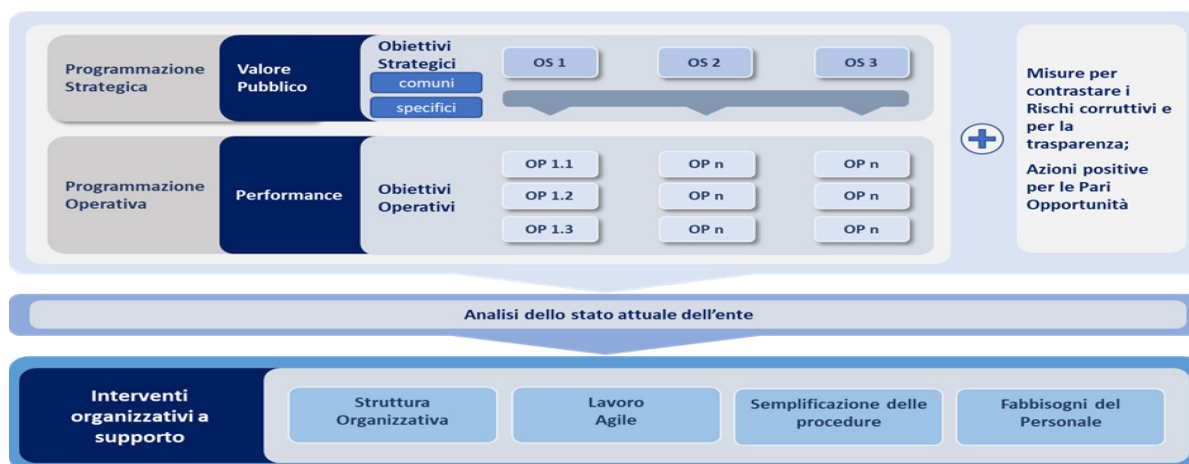 Programmazione
Strategica
Valore
Pubblico
Obiettivi
Strategici
comuni
specifici
OS 1
OS 2
OS 3
Programmazione
Operativa
Performance
Obiettivi
Operativi
OP 1.1
OP n
OP n
OP 1.2
OP n
OP n
OP 1.3
OP n
OP n
Misure per
contrastare i
Rischi corruttivi e
per la
trasparenza;
Azioni positive
per le Pari
Opportunità
Analisi dello stato attuale dell’ente
Interventi
organizzativi a
supporto
Struttura
Organizzativa
Lavoro
Agile
Semplificazione delle
procedure
Fabbisogni del
Personale